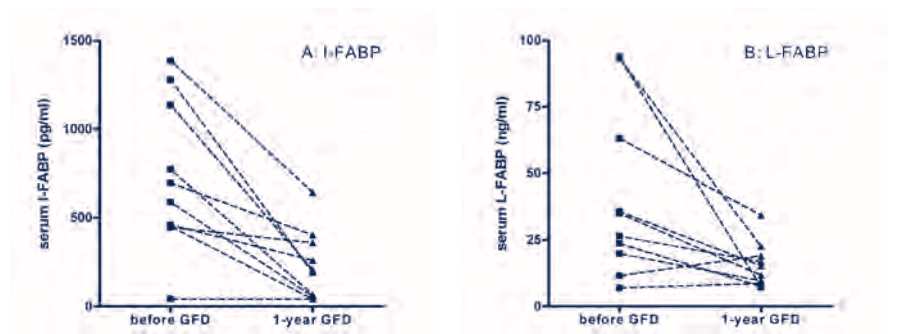 A: I-FABP
serum I-FABP (pg/ml)
1500
1000
500
0
before GFD
1-year GFD
B: L-FABP
serum L-FABP (ng/ml)
100
75
50
25
0
before GFD
1-year GFD